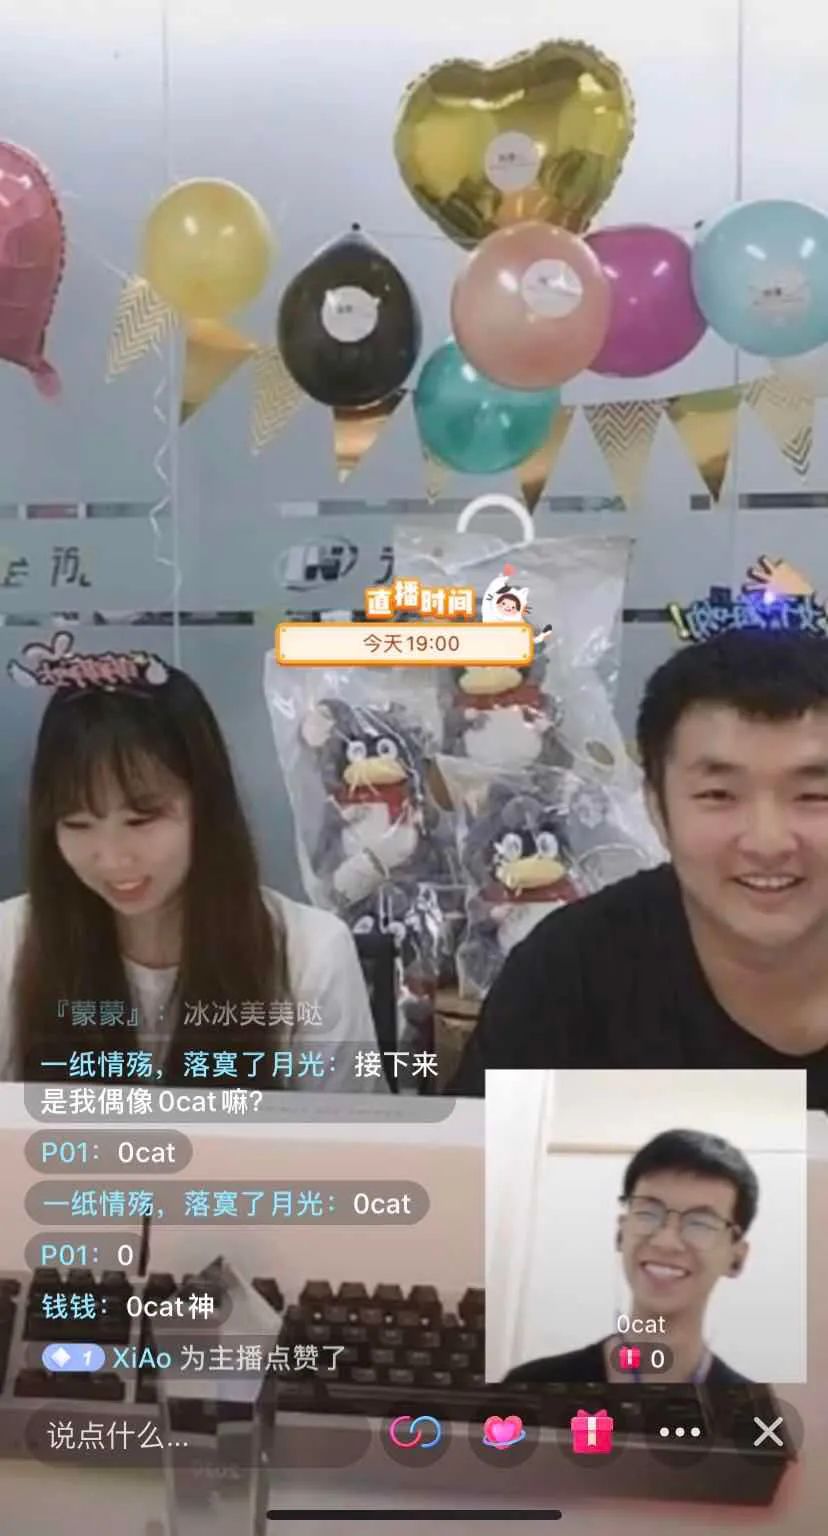 直播时间
今天19:00
『蒙蒙』：冰冰美美哒
一纸情殇，落寞了月光：接下来
是我偶像0cat嘛?
P01：0cat
一纸情殇，落寞了月光：0cat
P01：0
钱钱：0cat神
1 XiAo 为主播点赞了
0cat
0
说点什么...